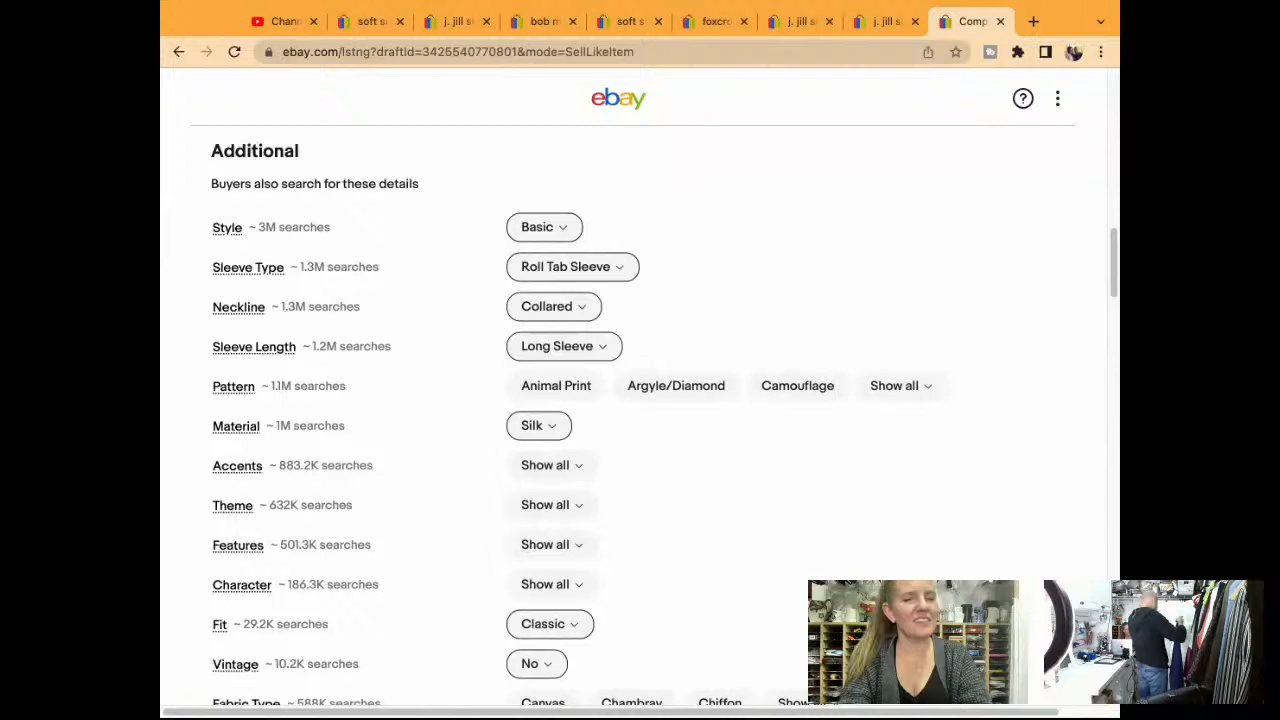 Chann
soft s
j. jill s
bob m
soft s
foxcro
j. jill s
j. jill s
Comp
ebay.com/lstng?draftId=3425540770801&mode=SellLikeItem
ebay
Additional
Buyers also search for these details
Style ~ 3M searches Basic
Sleeve Type ~ 1.3M searches Roll Tab Sleeve
Neckline ~ 1.3M searches Collared
Sleeve Length ~ 1.2M searches Long Sleeve
Pattern ~ 1.1M searches Animal Print Argyle/Diamond Camouflage Show all
Material ~ 1M searches Silk
Accents ~ 883.2K searches Show all
Theme ~ 632K searches Show all
Features ~ 501.3K searches Show all
Character ~ 186.3K searches Show all
Fit ~ 29.2K searches Classic
Vintage ~ 10.2K searches No
Fabric Type ~ 588K searches Canvas Chambray Chiffon Show